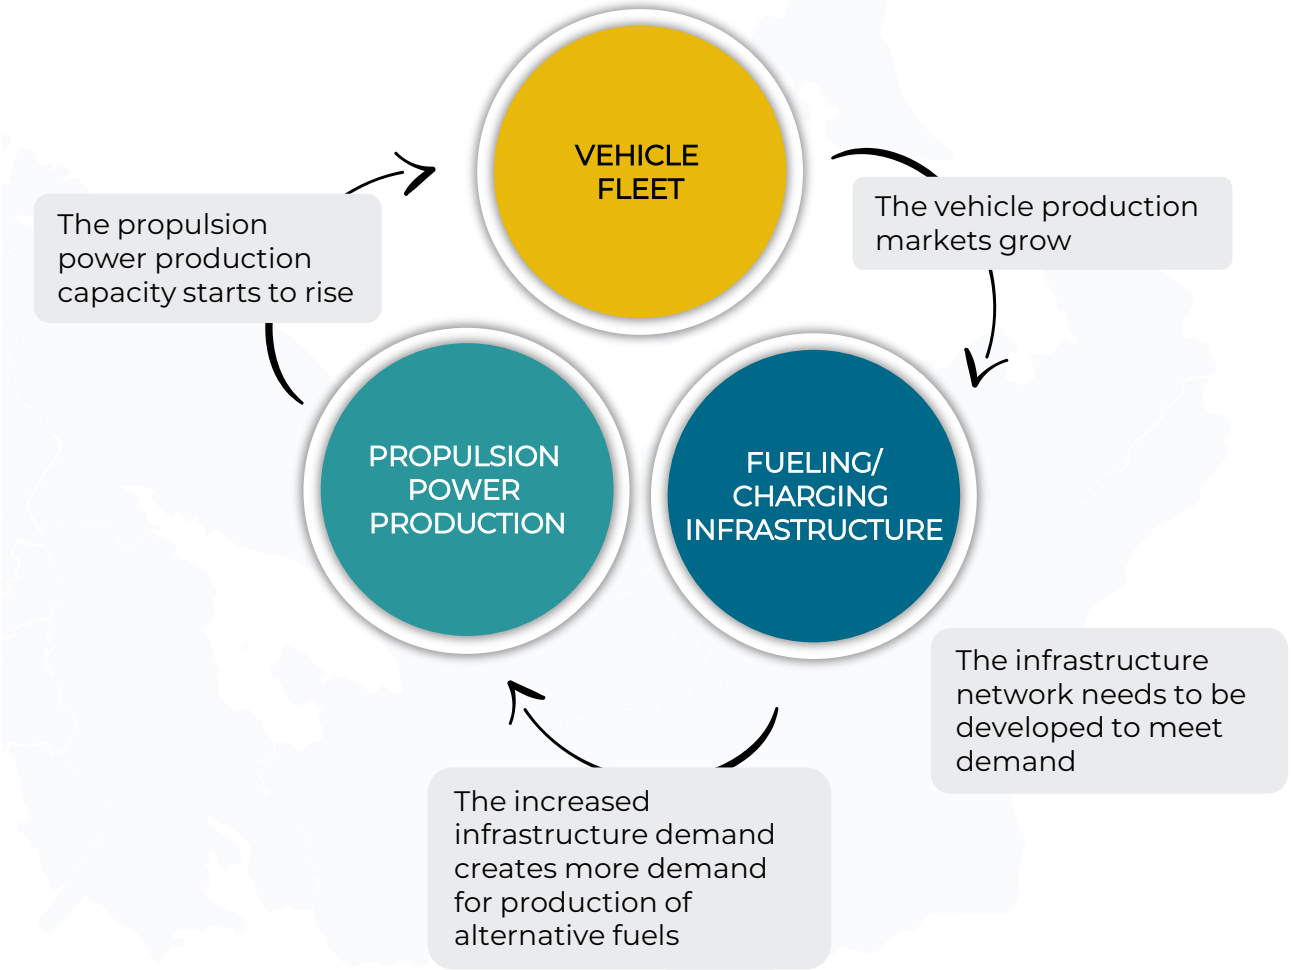 VEHICLE
FLEET
The vehicle production
markets grow
The propulsion
power production
capacity starts to rise
PROPULSION
POWER
PRODUCTION
FUELING/
CHARGING
INFRASTRUCTURE
The infrastructure
network needs to be
developed to meet
demand
The increased
infrastructure demand
creates more demand
for production of
alternative fuels